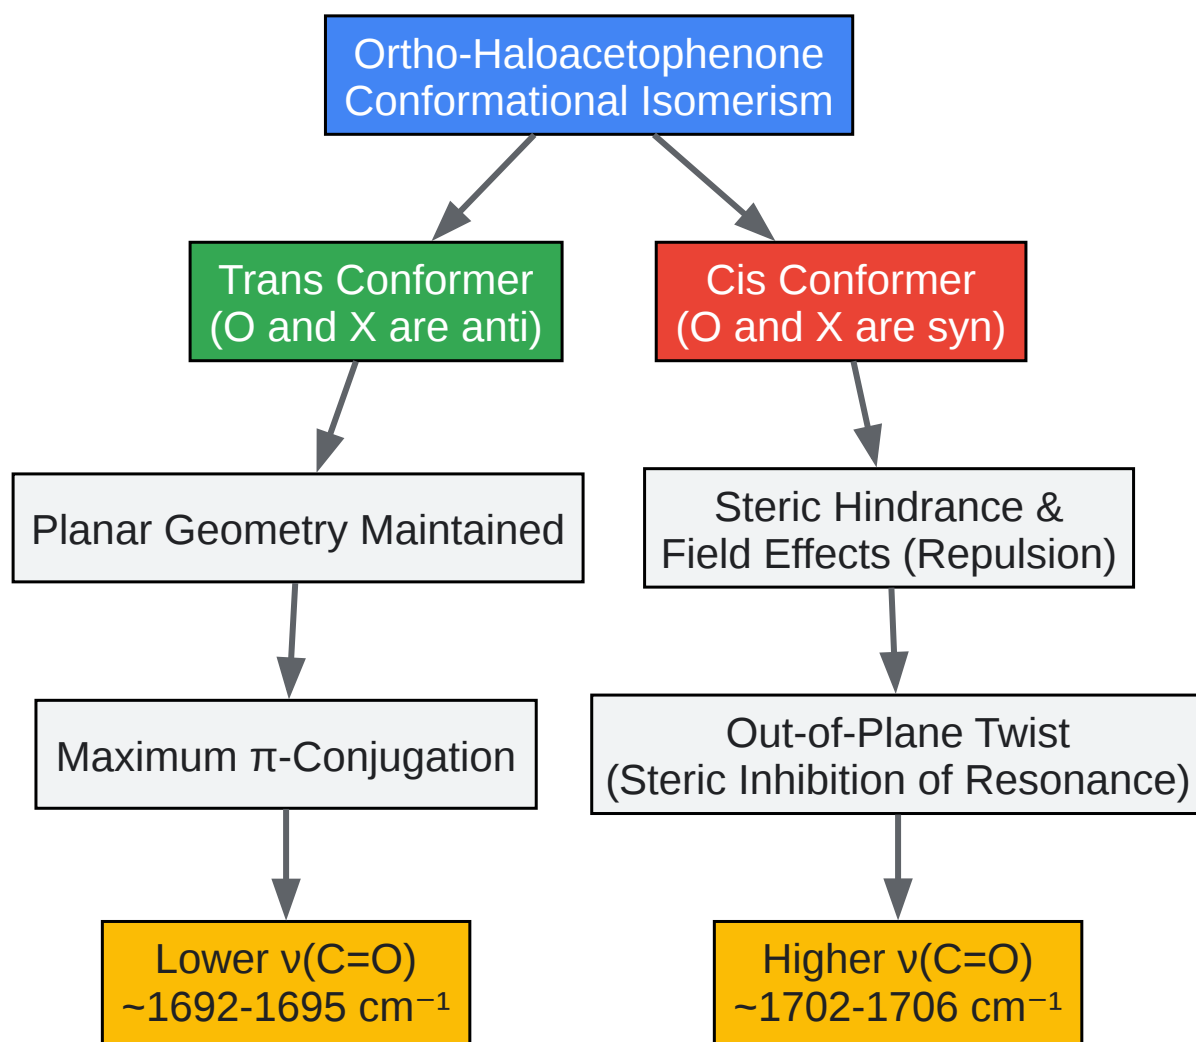 Ortho-Haloacetophenone
Conformational Isomerism
Trans Conformer
(O and X are anti)
Cis Conformer
(O and X are syn)
Planar Geometry Maintained
Steric Hindrance &
Field Effects (Repulsion)
Maximum π-Conjugation
Out-of-Plane Twist
(Steric Inhibition of Resonance)
Lower ν(C=O)
~1692-1695 cm⁻¹
Higher ν(C=O)
~1702-1706 cm⁻¹